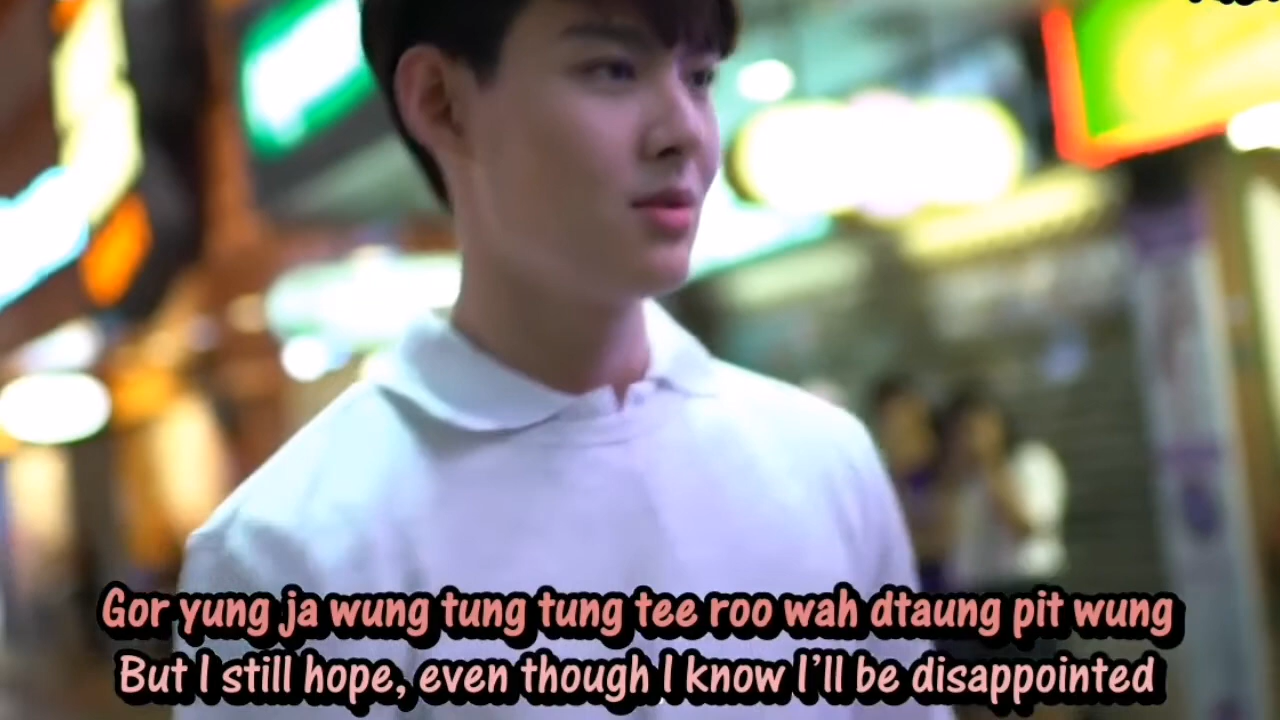 Gor yung ja wung tung tung tee roo wah dtaung pit wung
But I still hope, even though I know I'll be disappointed